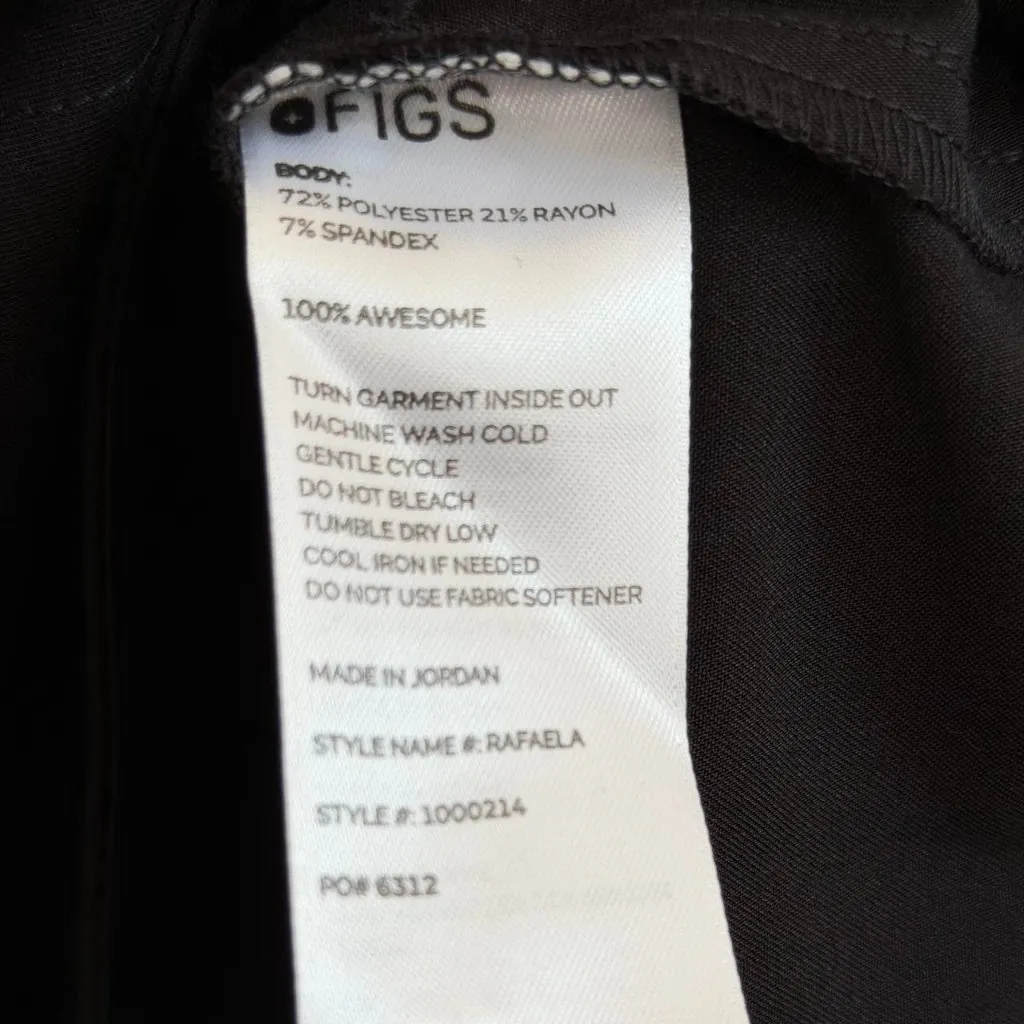 FIGS
BODY:
72% POLYESTER 21% RAYON
7% SPANDEX
100% AWESOME
TURN GARMENT INSIDE OUT
MACHINE WASH COLD
GENTLE CYCLE
DO NOT BLEACH
TUMBLE DRY LOW
COOL IRON IF NEEDED
DO NOT USE FABRIC SOFTENER
MADE IN JORDAN
STYLE NAME #: RAFAELA
STYLE #: 1000214
PO# 6312